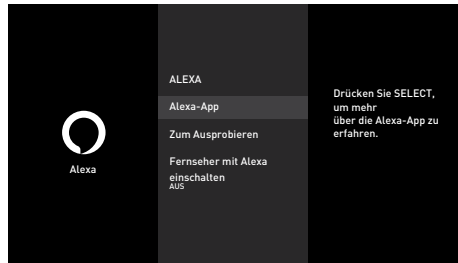 Alexa
ALEXA
Alexa-App
Zum Ausprobieren
Fernseher mit Alexa
einschalten
AUS
Drücken Sie SELECT,
um mehr
über die Alexa-App zu
erfahren.